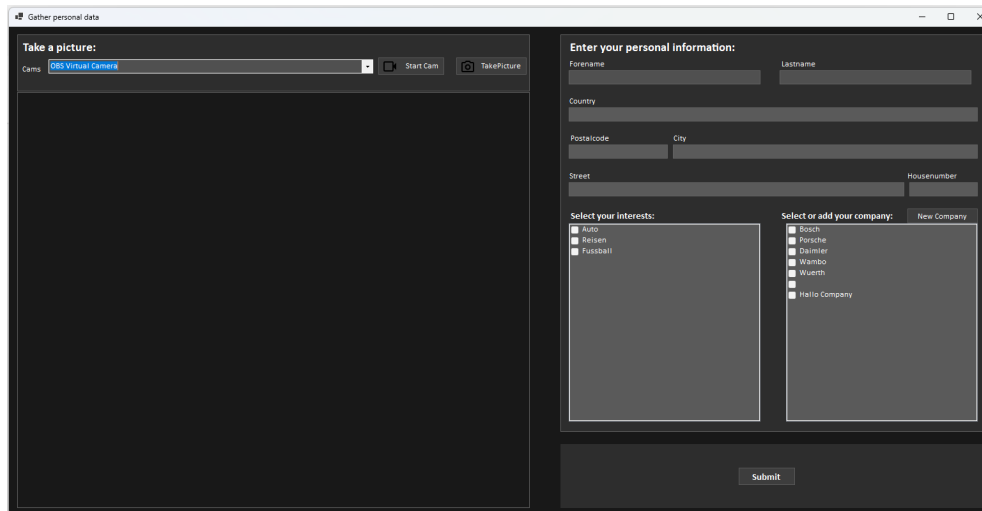 Gather personal data
Take a picture:
Cams
OBS Virtual Camera
Start Cam
TakePicture
Enter your personal information:
Forename
Lastname
Country
Postalcode
City
Street
Housenumber
Select your interests:
Auto
Reisen
Fussball
Select or add your company:
New Company
Bosch
Porsche
Daimler
Wambo
Wuerth
Hallo Company
Submit